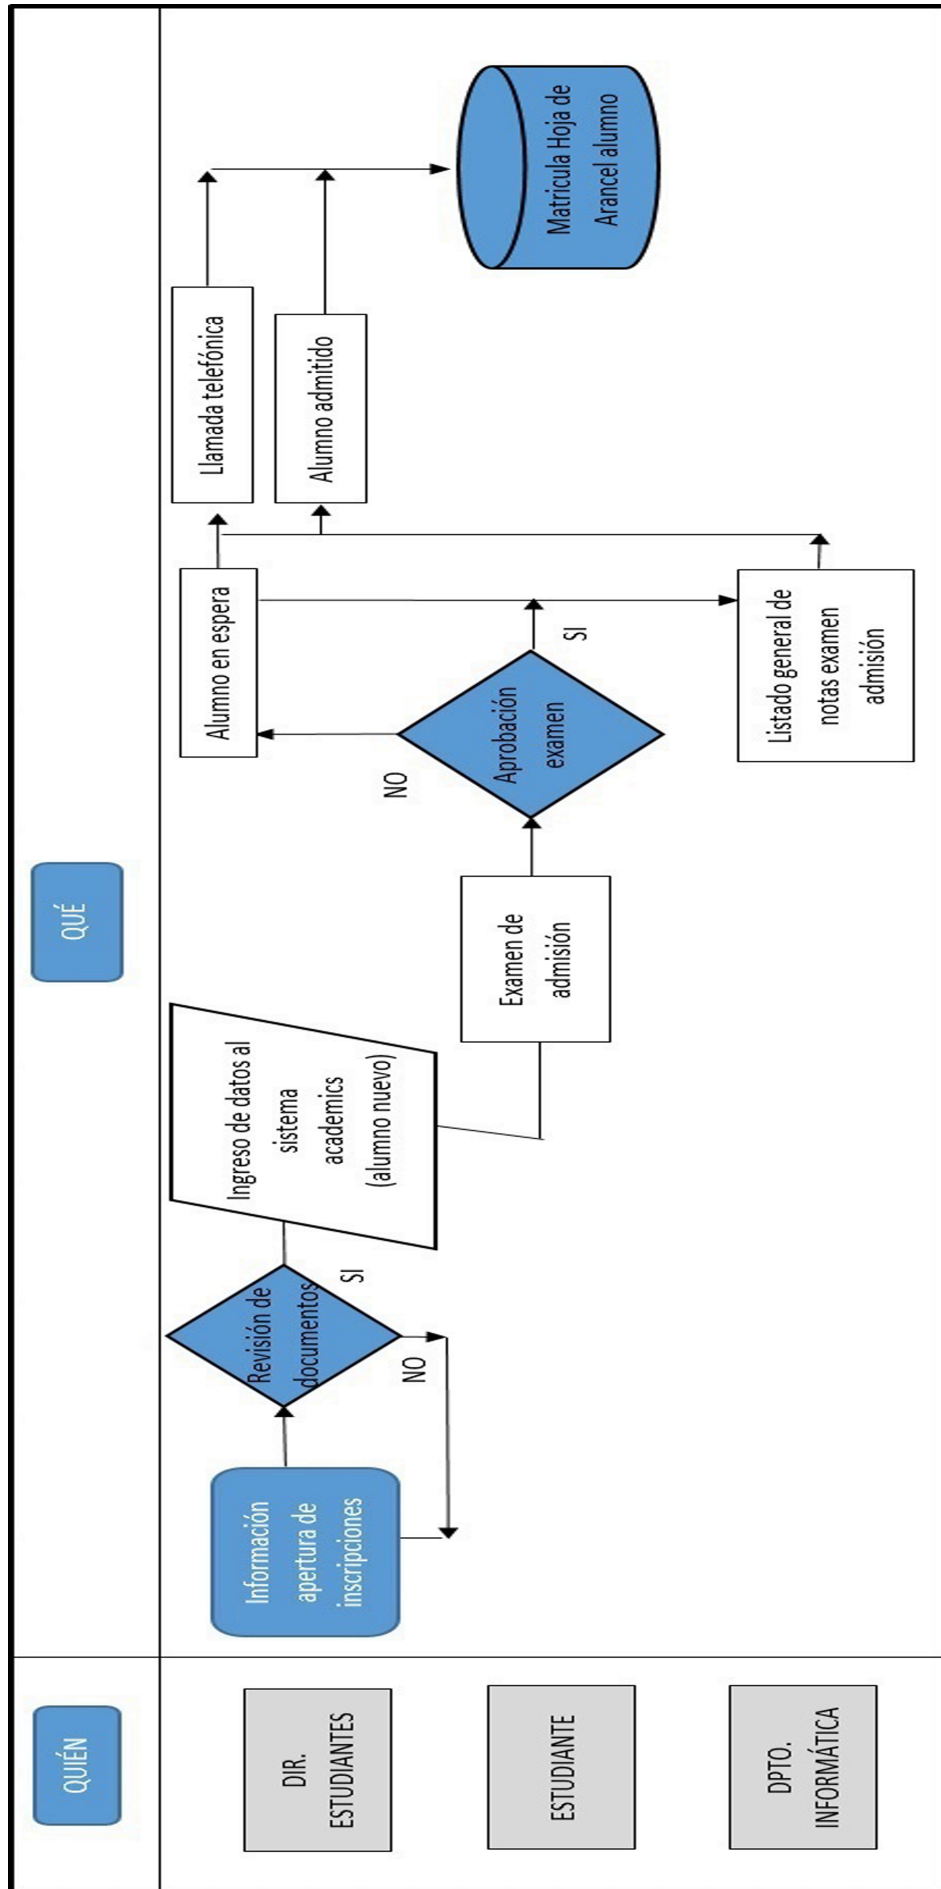 QUIÉN
QUÉ
DIR.
ESTUDIANTES
ESTUDIANTE
DPTO.
INFORMÁTICA
Información
apertura de
inscripciones
Revisión de
documentos
SI
NO
Ingreso de datos al
sistema
academics
(alumno nuevo)
Examen de
admisión
Aprobación
examen
NO
SI
Alumno en espera
Listado general de
notas examen
admisión
Llamada telefónica
Alumno admitido
Matricula Hoja de
Arancel alumno